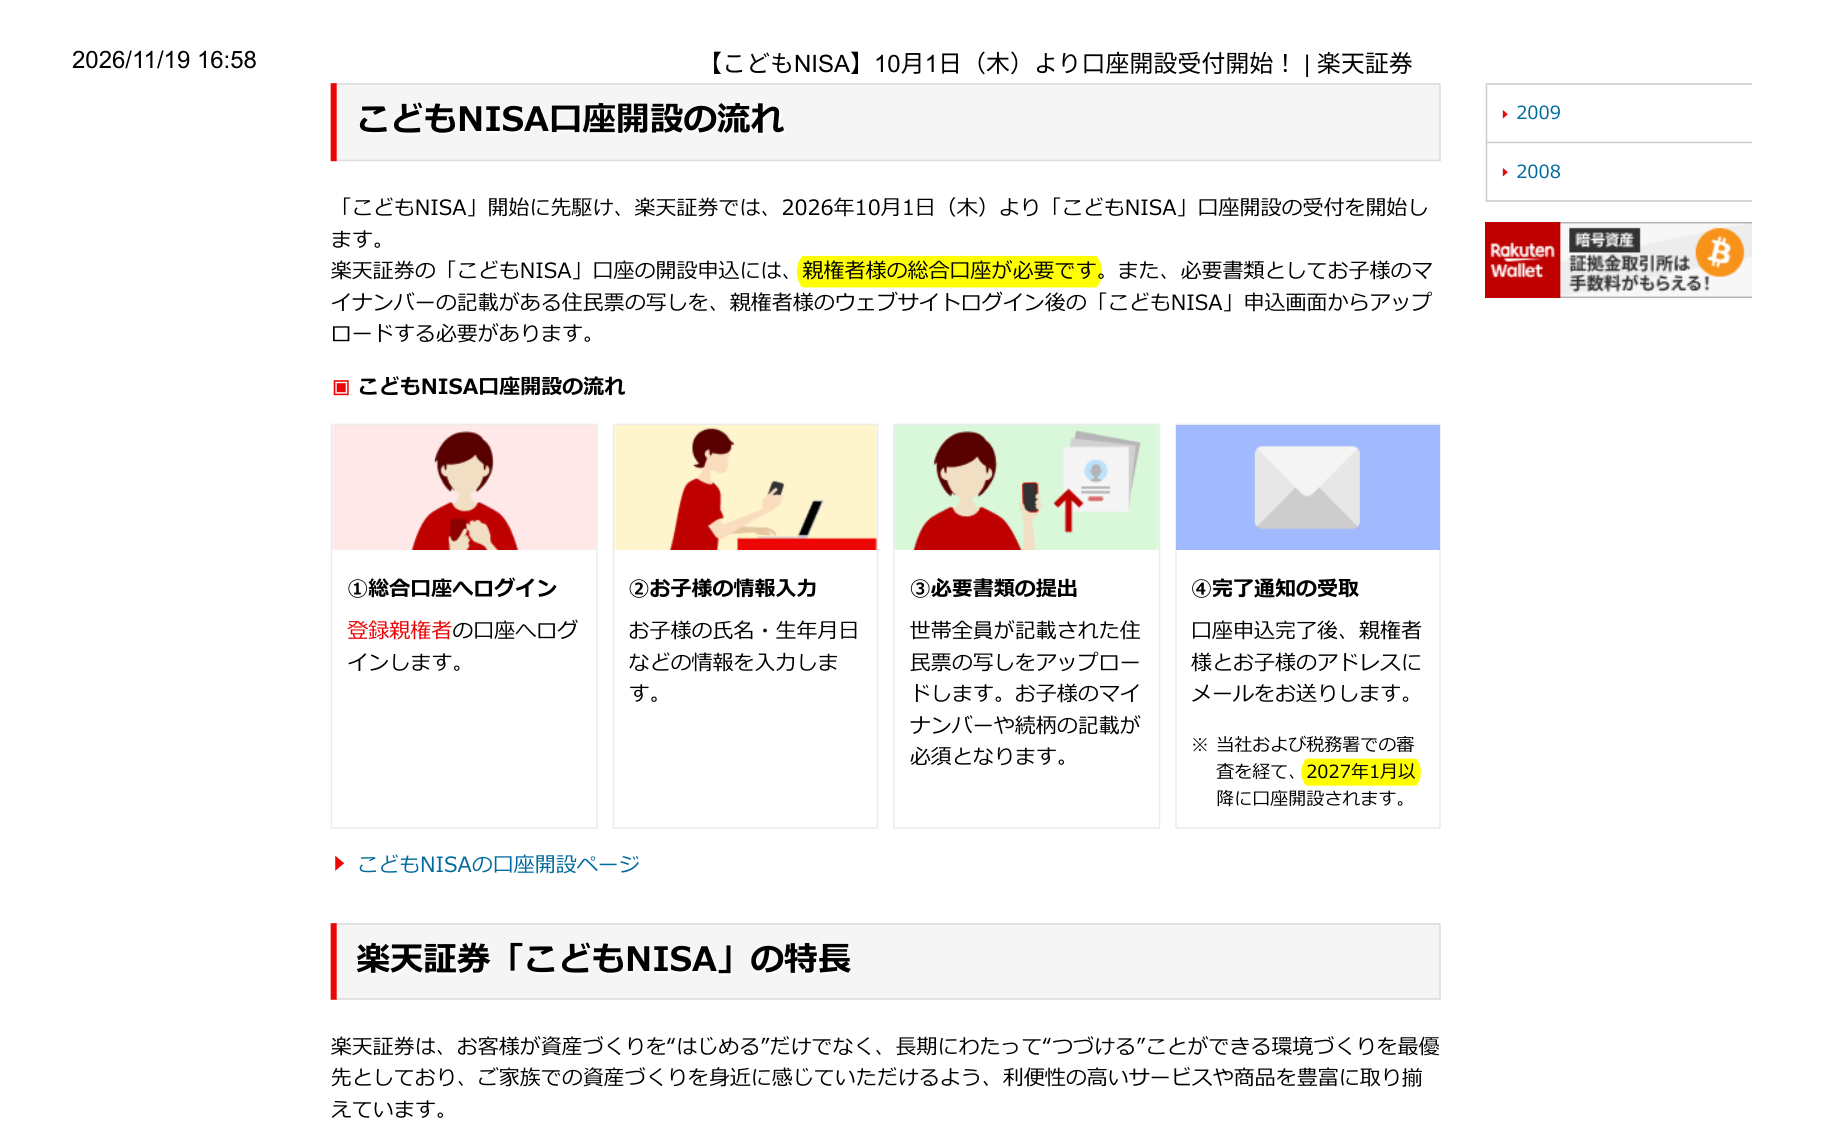 2026/11/19 16:58
【こどもNISA】10月1日（木）より口座開設受付開始！ | 楽天証券
こどもNISA口座開設の流れ
「こどもNISA」開始に先駆け、楽天証券では、2026年10月1日（木）より「こどもNISA」口座開設の受付を開始し
ます。
楽天証券の「こどもNISA」口座の開設申込には、親権者様の総合口座が必要です。また、必要書類としてお子様のマ
イナンバーの記載がある住民票の写しを、親権者様のウェブサイトログイン後の「こどもNISA」申込画面からアップ
ロードする必要があります。
こどもNISA口座開設の流れ
①総合口座へログイン
登録親権者の口座へログ
インします。
②お子様の情報入力
お子様の氏名・生年月日
などの情報を入力しま
す。
③必要書類の提出
世帯全員が記載された住
民票の写しをアップロー
ドします。お子様のマイ
ナンバーや続柄の記載が
必須となります。
④完了通知の受取
口座申込完了後、親権者
様とお子様のアドレスに
メールをお送りします。
※ 当社および税務署での審
査を経て、2027年1月以
降に口座開設されます。
こどもNISAの口座開設ページ
楽天証券「こどもNISA」の特長
楽天証券は、お客様が資産づくりを“はじめる”だけでなく、長期にわたって“つづける”ことができる環境づくりを最優
先としており、ご家族での資産づくりを身近に感じていただけるよう、利便性の高いサービスや商品を豊富に取り揃
えています。
2009
2008
Rakuten
Wallet
暗号資産
証拠金取引所は
手数料がもらえる！